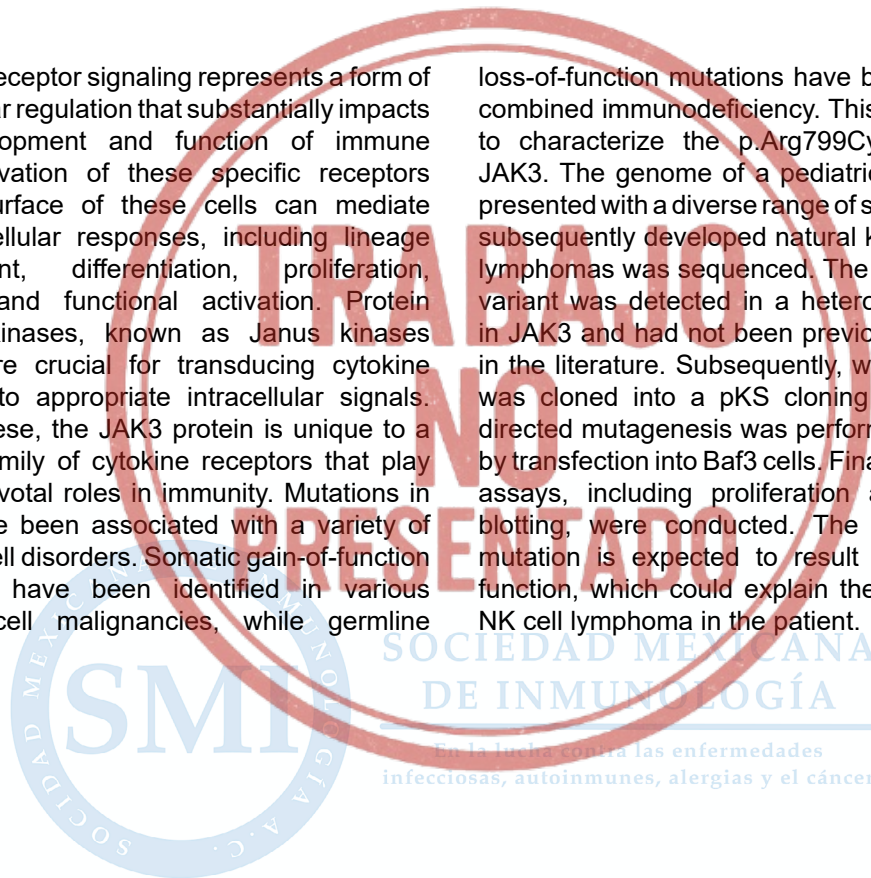 eceptor signaling represents a form of
ar regulation that substantially impacts
opment and function of immune
vation of these specific receptors
urface of these cells can mediate
ellular responses, including lineage
nt, differentiation, proliferation,
and functional activation. Protein
kinases, known as Janus kinases
re crucial for transducing cytokine
to appropriate intracellular signals.
ese, the JAK3 protein is unique to a
mily of cytokine receptors that play
votal roles in immunity. Mutations in
e been associated with a variety of
ell disorders. Somatic gain-of-function
have been identified in various
cell malignancies, while germline
loss-of-function mutations have b
combined immunodeficiency. This
to characterize the p.Arg799Cy
JAK3. The genome of a pediatric
presented with a diverse range of s
subsequently developed natural k
lymphomas was sequenced. The
variant was detected in a hetero
in JAK3 and had not been previo
in the literature. Subsequently, w
was cloned into a pKS cloning
directed mutagenesis was perform
by transfection into Baf3 cells. Fina
assays, including proliferation a
blotting, were conducted. The
mutation is expected to result
function, which could explain the
NK cell lymphoma in the patient.
TRABAJO
NO
PRESENTADO
SMI
SOCIEDAD MEXICANA
DE INMUNOLOGÍA
En la lucha contra las enfermedades
infecciosas, autoinmunes, alergias y el cáncer